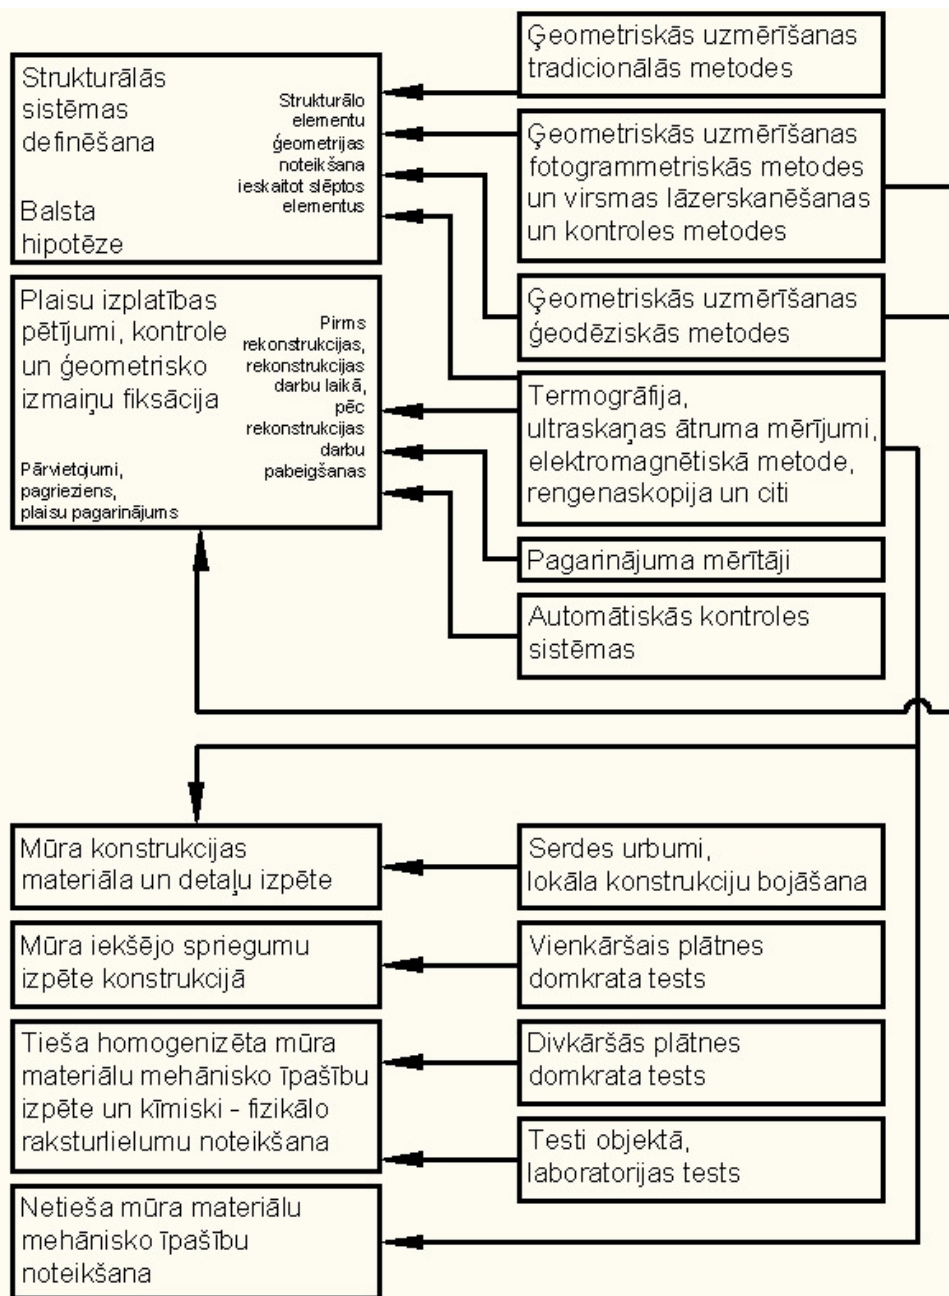 Strukturālās
sistēmas
definēšana
Balsta
hipotēze
Strukturālo
elementu
ģeometrijas
noteikšana
ieskaitot slēptos
elementus
Plaisu izplatības
pētījumi, kontrole
un ģeometrisko
izmaiņu fiksācija
Pārvietojumi,
pagrieziens,
plaisu pagarinājums
Pirms
rekonstrukcijas,
rekonstrukcijas
darbu laikā,
pēc
rekonstrukcijas
darbu
pabeigšanas
Mūra konstrukcijas
materiāla un detaļu izpēte
Mūra iekšējo spriegumu
izpēte konstrukcijā
Tieša homogenizēta mūra
materiālu mehānisko īpašību
izpēte un kīmiski - fizikālo
raksturlielumu noteikšana
Netieša mūra materiālu
mehānisko īpašību
noteikšana
Ģeometriskās uzmērīšanas
tradicionālās metodes
Ģeometriskās uzmērīšanas
fotogrammetriskās metodes
un virsmas lāzerskanēšanas
un kontroles metodes
Ģeometriskās uzmērīšanas
ģeodēziskās metodes
Termogrāfija,
ultraskaņas ātruma mērījumi,
elektromagnētiskā metode,
rengenaskopija un citi
Pagarinājuma mērītāji
Automātiskās kontroles
sistēmas
Serdes urbumi,
lokāla konstrukciju bojāšana
Vienkāršais plātnes
domkrata tests
Divkāršās plātnes
domkrata tests
Testi objektā,
laboratorijas tests